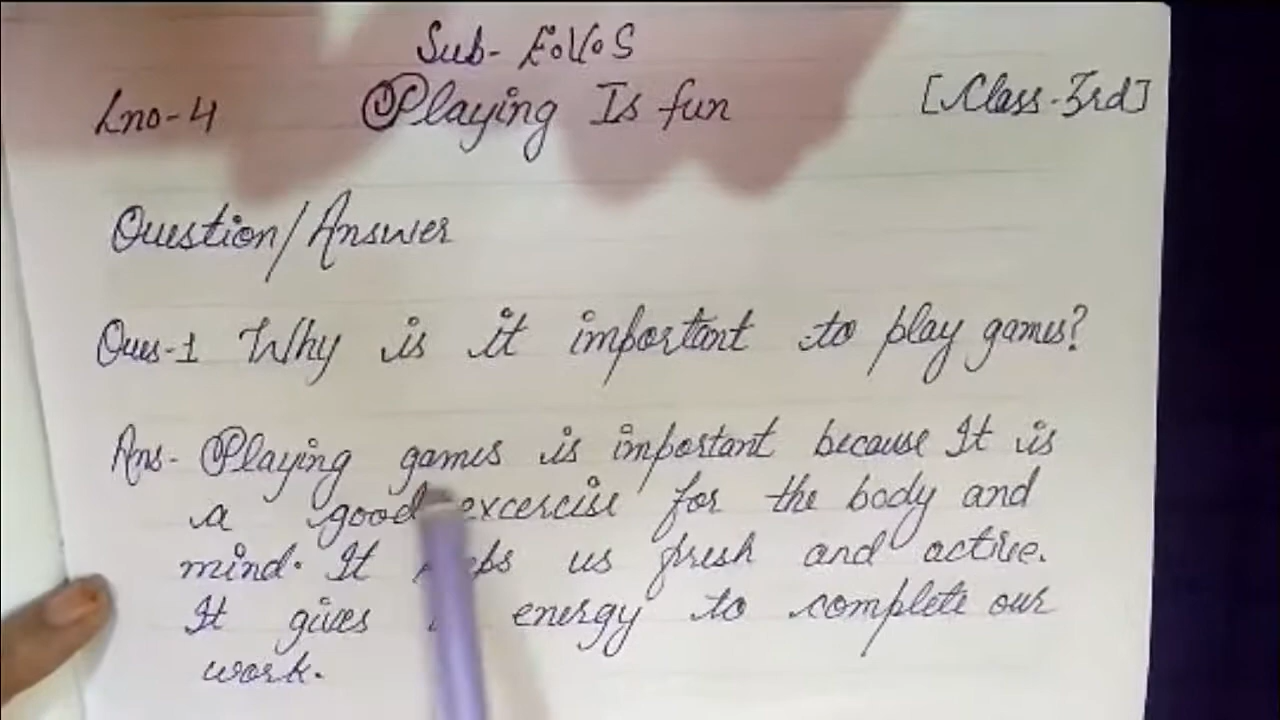 Sub- E.V.S
Lno-4 Playing Is fun [Class-3rd]
Question/Answer
Ques-1 Why is it important to play games?
Ans- Playing games is important because It is
a good excercise for the body and
mind. It us fresh and active.
It gives energy to complete our
work.